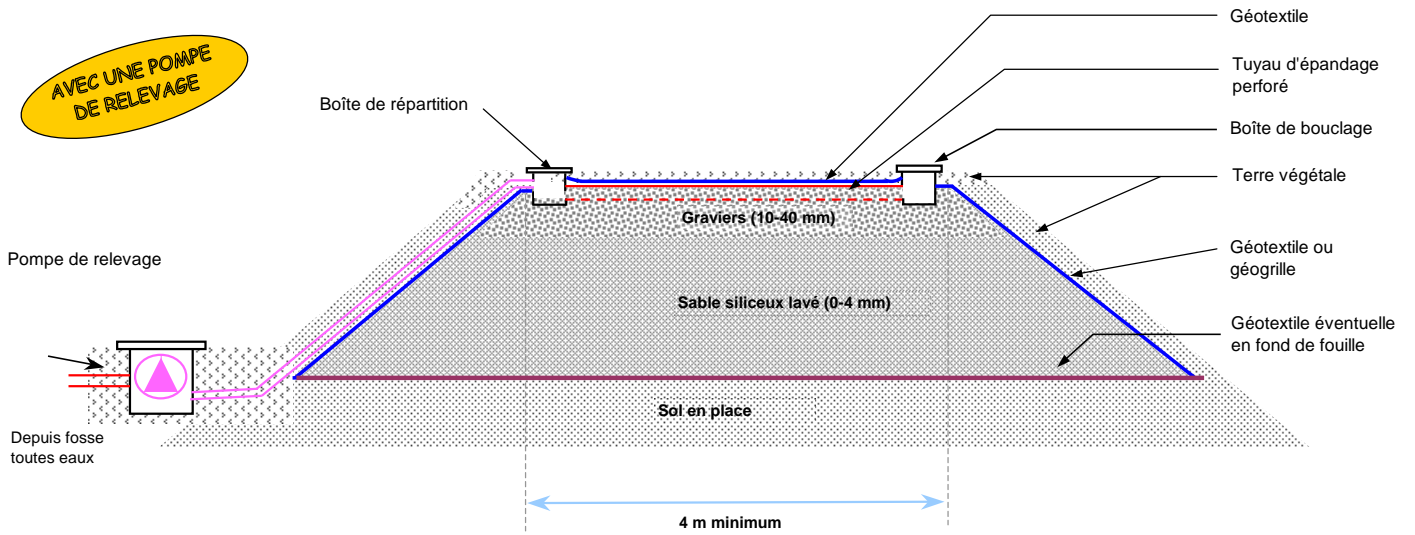 AVEC UNE POMPE
DE RELEVAGE
Géotextile
Tuyau d'épandage
perforé
Boîte de répartition
Boîte de bouclage
Terre végétale
Graviers (10-40 mm)
Pompe de relevage
Géotextile ou
géogrille
Sable siliceux lavé (0-4 mm)
Géotextile éventuelle
en fond de fouille
Sol en place
Depuis fosse
toutes eaux
4 m minimum